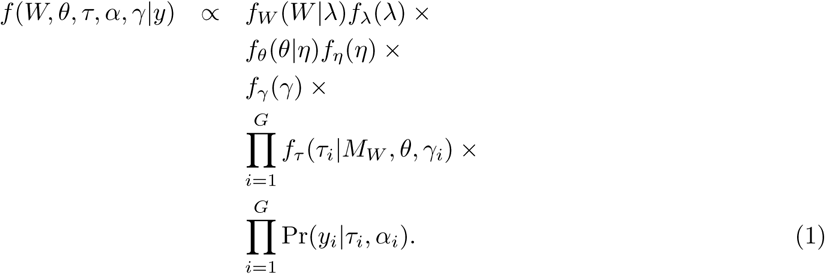 f(W, θ, τ, α, γ|y) ∝ f_W(W|λ)f_λ(λ) ×
f_θ(θ|η)f_η(η) ×
f_γ(γ) ×
∏_{i=1}^{G} f_τ(τ_i|M_W, θ, γ_i) ×
∏_{i=1}^{G} Pr(y_i|τ_i, α_i). (1)